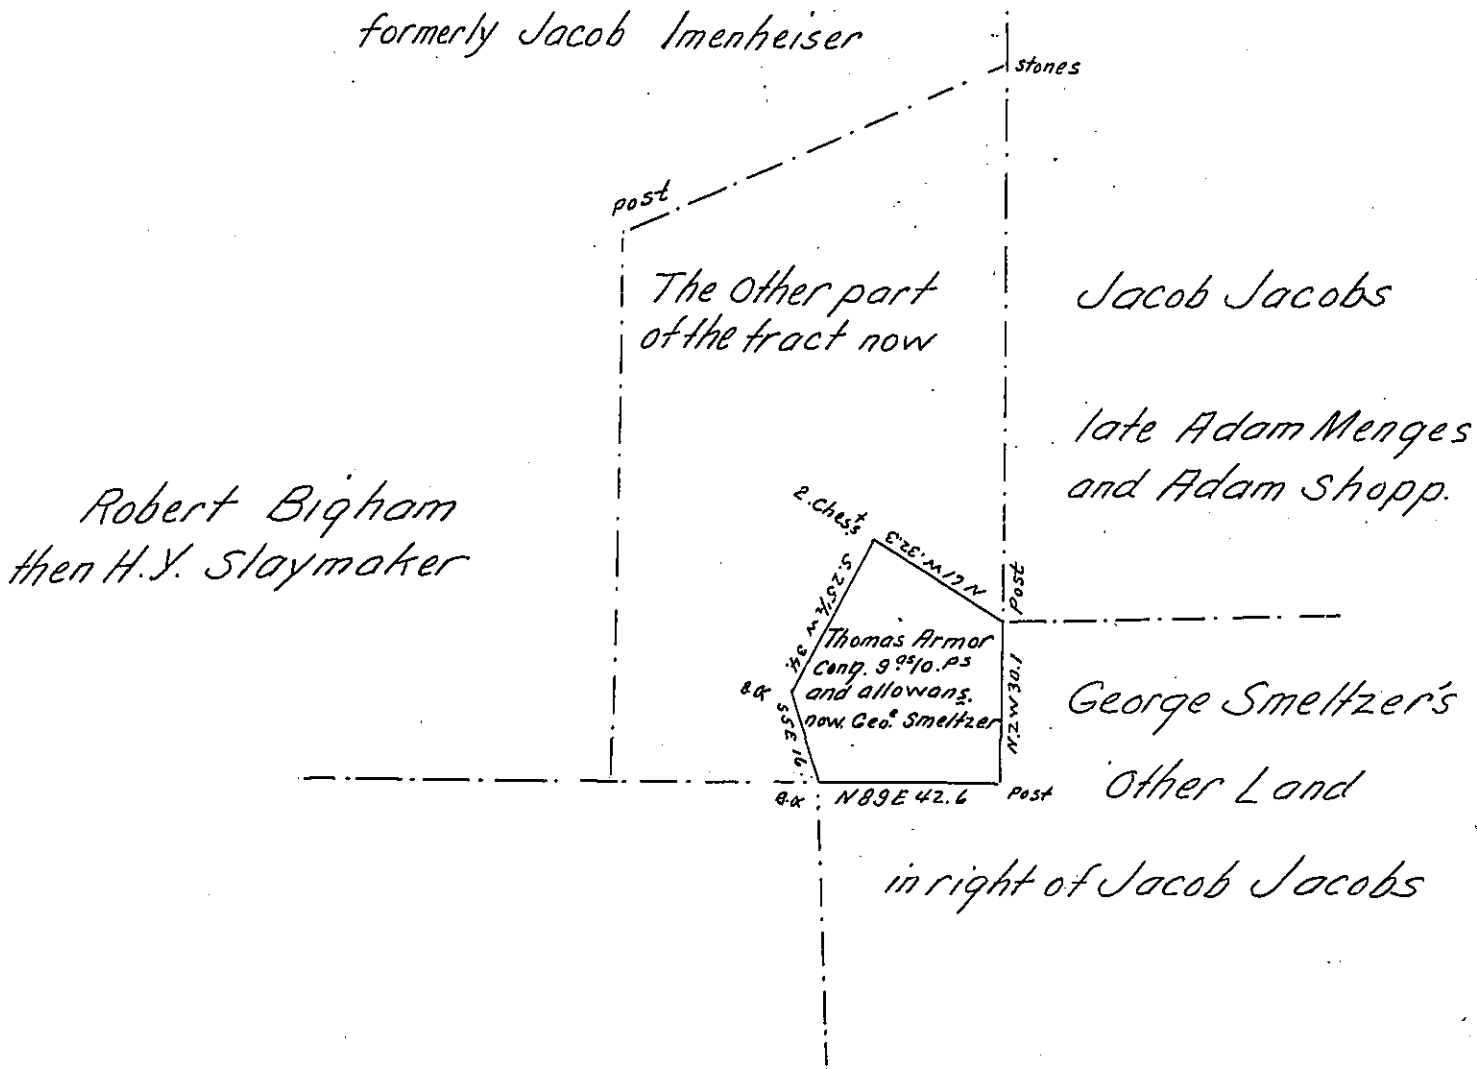 formerly Jacob Imenheiser
stones
post
The Other part
of the tract now
Jacob Jacobs
late Adam Menges
and Adam Shopp.
Robert Bigham
then H.Y. Slaymaker
2. Chess.t
N 61 W. 32.3
S. 25 1/2 W 34.
Post
Thomas Armor
Conp. 9 as 10. Ps
and allowans.
now. Geo.e Smeltzer
B.O.
S 5 E 16.
N. 2 W 30.1
George Smeltzer's
Other Land
B.O.
N 89 E 42.6
Post
in right of Jacob Jacobs